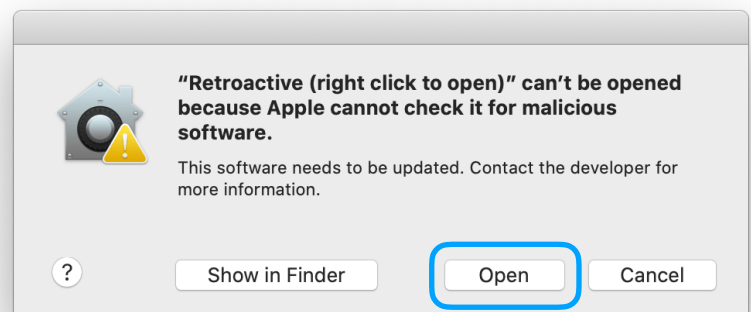 “Retroactive (right click to open)” can’t be opened
because Apple cannot check it for malicious
software.
This software needs to be updated. Contact the developer for
more information.
?
Show in Finder
Open
Cancel